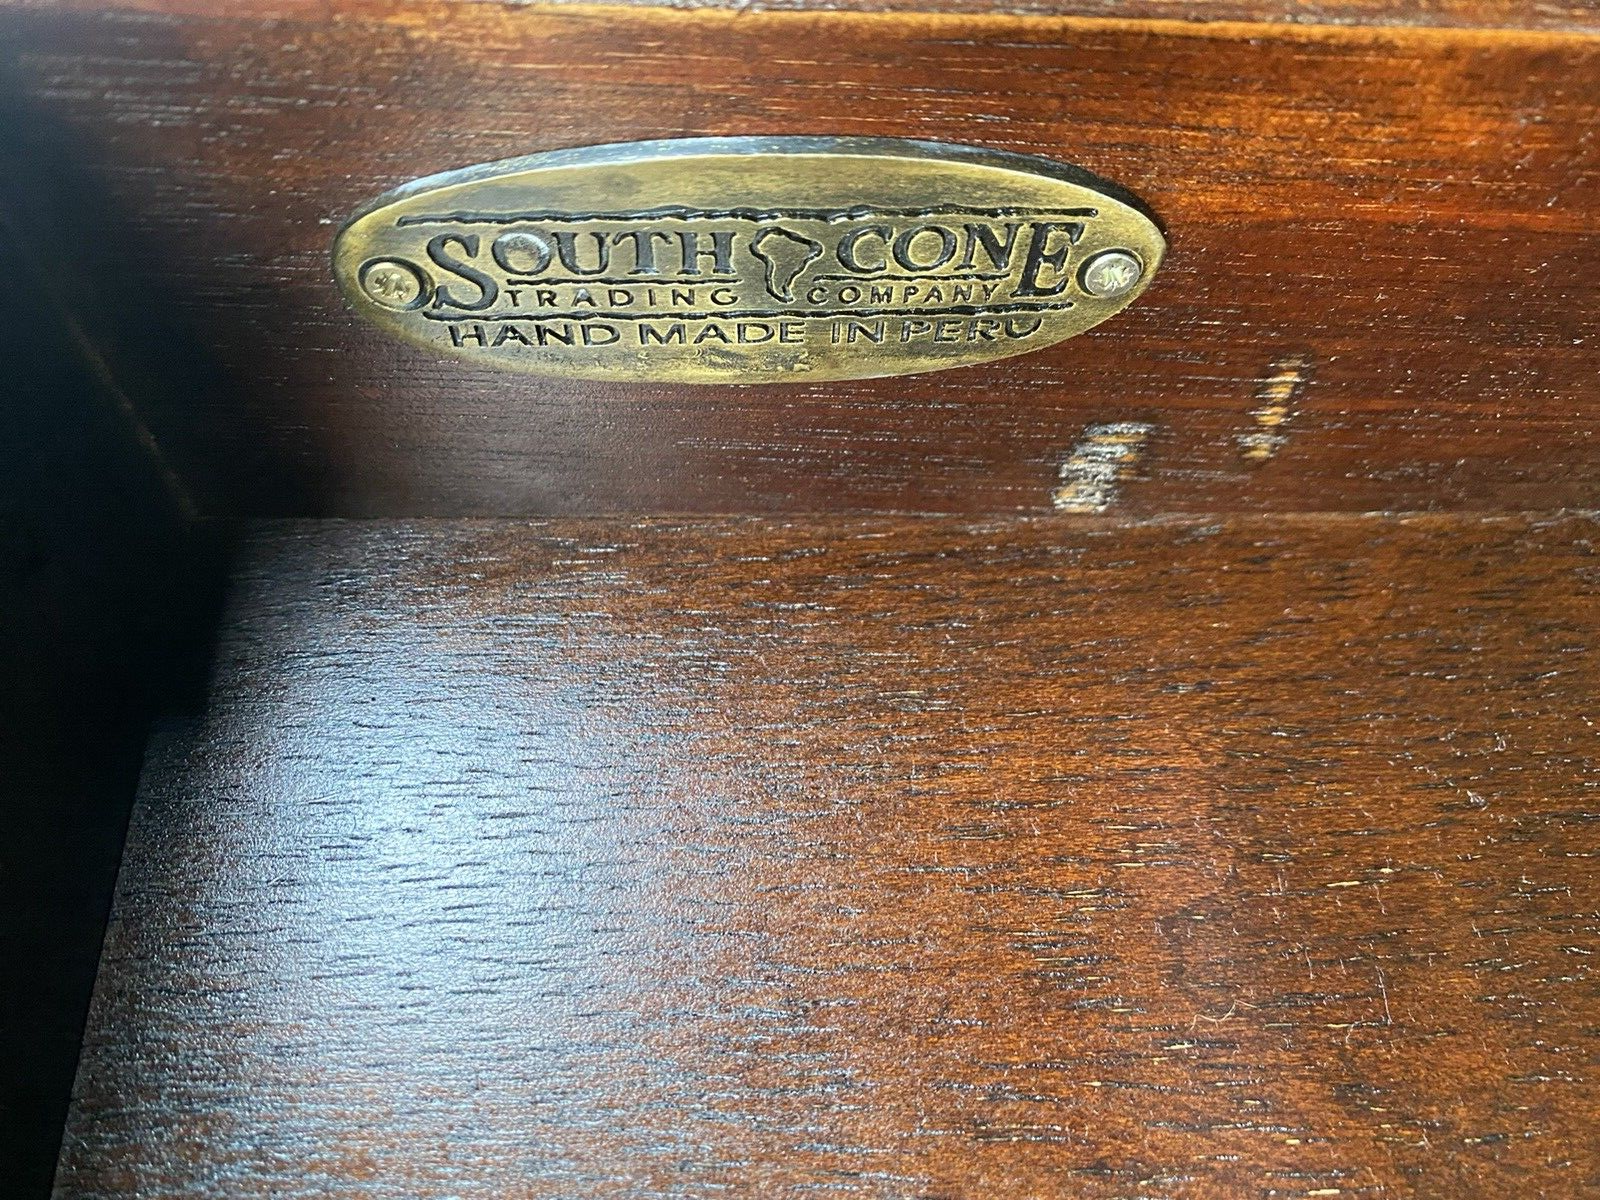 SOUTH CONE
TRADING COMPANY
HAND MADE IN PERU